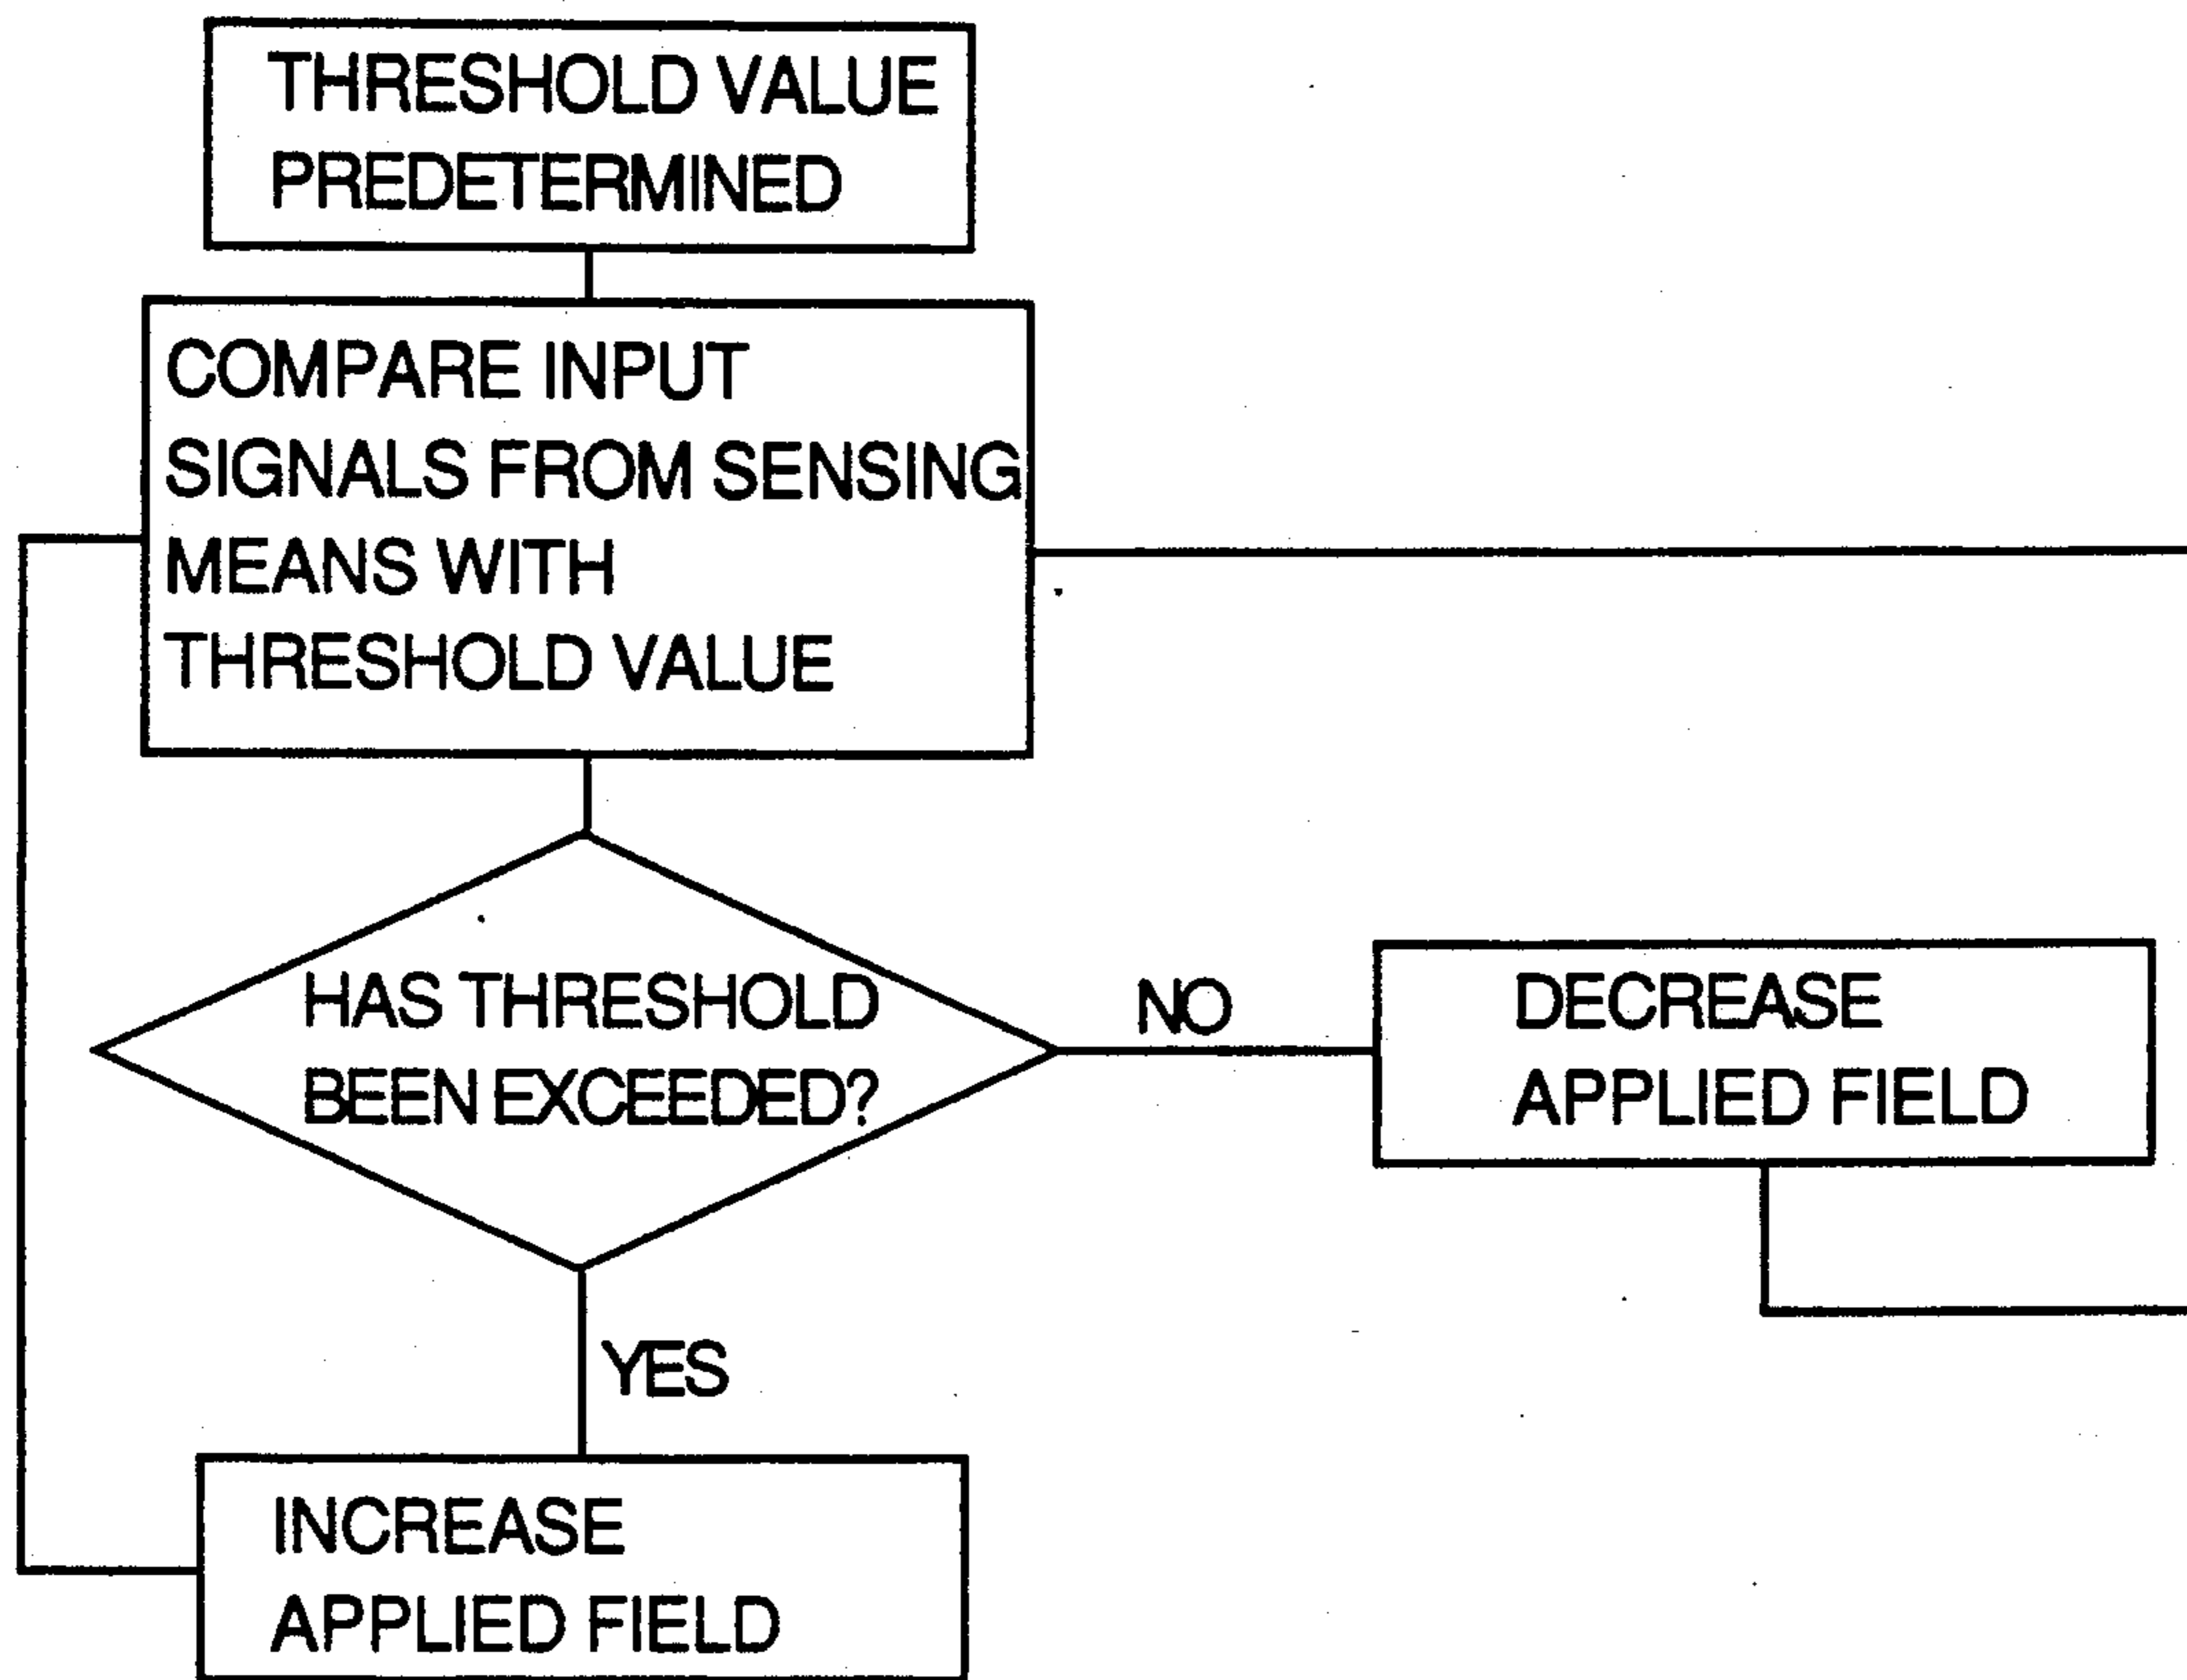 THRESHOLD VALUE
PREDETERMINED
COMPARE INPUT
SIGNALS FROM SENSING
MEANS WITH
THRESHOLD VALUE
HAS THRESHOLD
BEEN EXCEEDED?
NO
DECREASE
APPLIED FIELD
YES
INCREASE
APPLIED FIELD